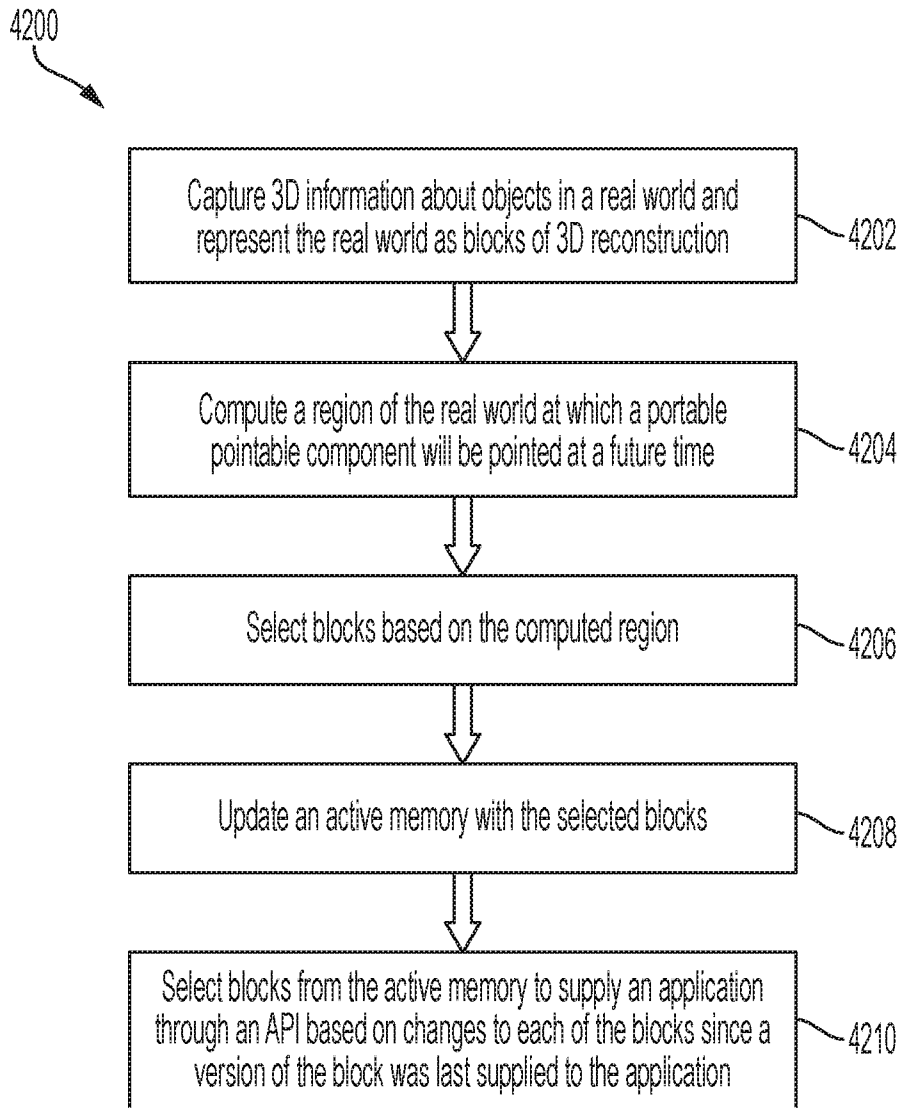 4200
Capture 3D information about objects in a real world and
represent the real world as blocks of 3D reconstruction
4202
Compute a region of the real world at which a portable
pointable component will be pointed at a future time
4204
Select blocks based on the computed region
4206
Update an active memory with the selected blocks
4208
Select blocks from the active memory to supply an application
through an API based on changes to each of the blocks since a
version of the block was last supplied to the application
4210